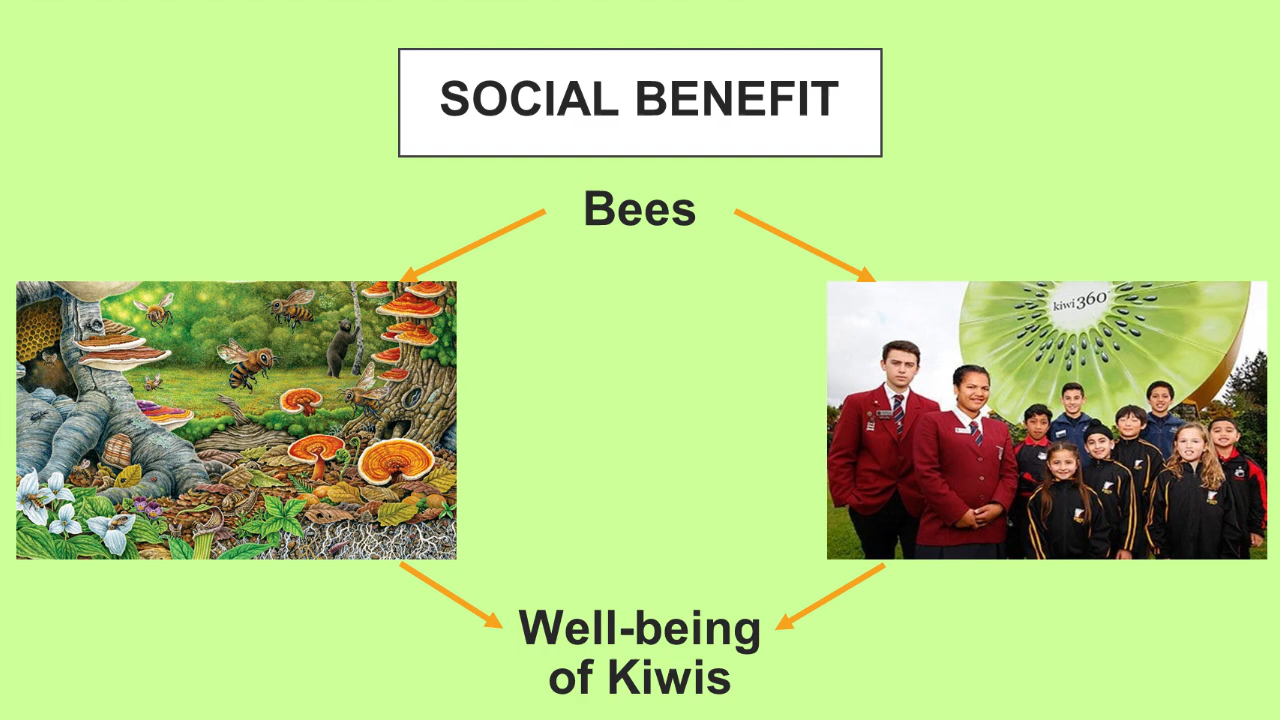 SOCIAL BENEFIT
Bees
kiwi360
Well-being
of Kiwis